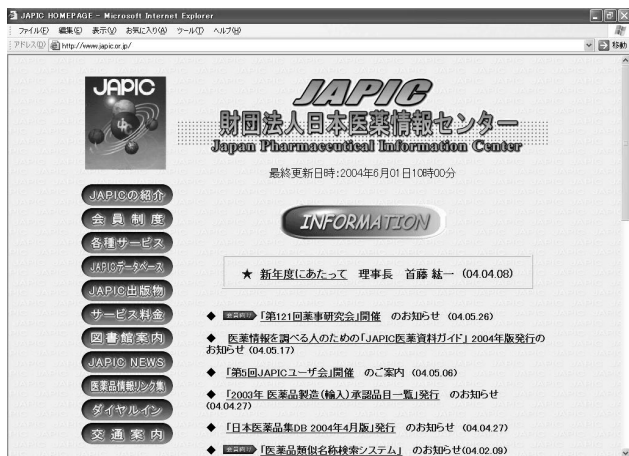 JAPIC HOMEPAGE - Microsoft Internet Explorer
ファイル(F) 編集(E) 表示(V) お気に入り(A) ツール(T) ヘルプ(H)
アドレス(D) http://www.japic.or.jp/ 移動
JAPIC
JAPIC
財団法人日本医薬情報センター
Japan Pharmaceutical Information Center
最終更新日時:2004年6月01日10時00分
INFORMATION
★ 新年度にあたって 理事長 首藤 紘一 (04.04.08)
JAPICの紹介
会員制度
各種サービス
JAPICデータベース
JAPIC出版物
サービス料金
図書館案内
JAPIC NEWS
医薬品情報リンク集
ダイヤルイン
交通案内
◆ 会員向け 「第121回薬事研究会」開催 のお知らせ (04.05.26)
◆ 医薬情報を調べる人のための「JAPIC医薬資料ガイド」 2004年版発行の
お知らせ (04.05.17)
◆ 「第5回JAPICユーザ会」開催 のご案内 (04.05.06)
◆ 「2003年 医薬品製造(輸入)承認品目一覧」発行 のお知らせ
(04.04.27)
◆ 「日本医薬品集DB 2004年4月版」発行 のお知らせ (04.04.27)
◆ 会員向け 「医薬品類似名称検索システム」 のお知らせ(04.02.09)